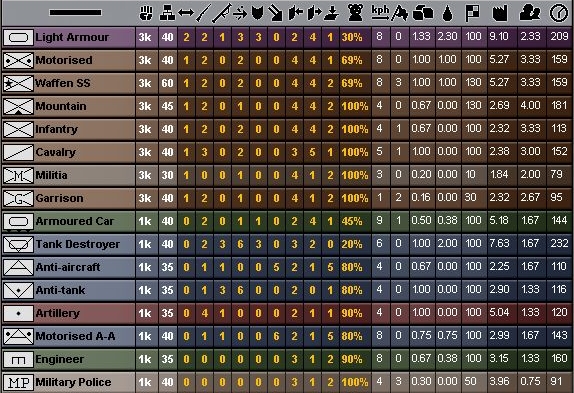 kph
Light Armour 3k 40 2 2 1 3 3 0 2 4 1 30% 8 0 1.33 2.30 100 9.10 2.33 209
Motorised 3k 40 1 2 0 2 0 0 4 4 1 69% 8 0 1.00 1.00 100 5.27 3.33 159
Waffen SS 3k 60 1 2 0 2 0 0 4 4 2 69% 8 3 1.00 1.00 130 5.27 3.33 159
Mountain 3k 45 1 2 0 1 0 0 2 4 2 100% 4 0 0.67 0.00 130 2.69 4.00 181
Infantry 3k 40 1 2 0 2 0 0 4 4 2 100% 4 1 0.67 0.00 100 2.32 3.33 113
Cavalry 3k 40 1 3 0 2 0 0 3 5 1 100% 5 1 1.00 0.00 100 2.38 3.00 152
M Militia 3k 30 1 0 0 1 0 0 2 4 2 100% 3 0 0.20 0.00 10 1.84 2.00 79
G Garrison 3k 40 1 2 0 2 0 0 4 4 2 100% 1 2 0.16 0.00 30 2.32 2.67 95
Armoured Car 1k 40 0 2 0 1 1 0 2 4 1 45% 9 1 0.50 0.38 100 5.18 1.67 144
Tank Destroyer 1k 40 0 2 3 6 3 0 3 2 0 20% 6 0 1.00 2.00 100 7.63 1.67 232
Anti-aircraft 1k 35 0 1 1 0 0 5 2 1 5 80% 4 0 0.67 0.00 100 2.25 1.67 110
Anti-tank 1k 35 0 1 3 6 0 0 2 0 1 80% 4 0 1.00 0.00 100 2.90 1.33 116
Artillery 1k 35 0 4 1 0 0 0 2 1 1 90% 4 0 1.00 0.00 100 5.04 1.33 120
Motorised A-A 1k 40 0 1 1 0 0 6 2 1 5 80% 8 0 0.75 0.75 100 2.99 1.67 143
Engineer 1k 35 0 0 0 0 0 0 3 1 2 90% 8 0 0.67 0.38 100 3.15 1.33 160
MP Military Police 1k 40 0 0 0 0 0 0 3 1 2 100% 4 3 0.30 0.00 50 3.96 0.75 91